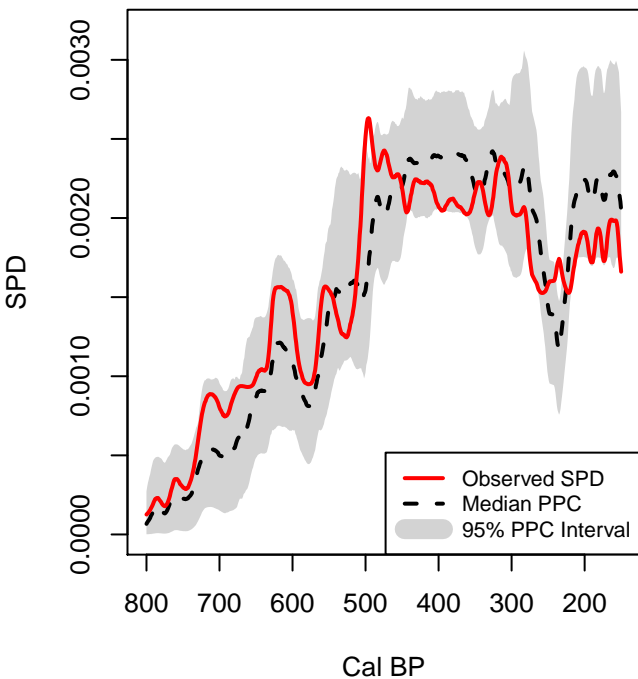 0.0030
0.0020
0.0010
0.0000
SPD
Observed SPD
Median PPC
95% PPC Interval
800 700 600 500 400 300 200
Cal BP